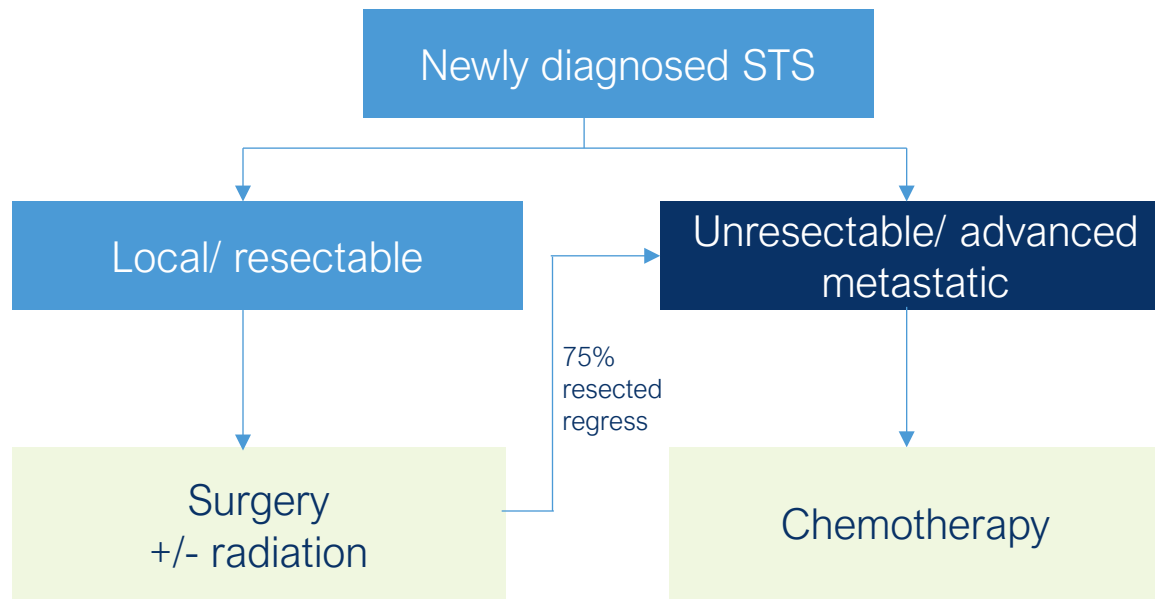 Newly diagnosed STS
Local/ resectable
Unresectable/ advanced
metastatic
75%
resected
regress
Surgery
+/- radiation
Chemotherapy